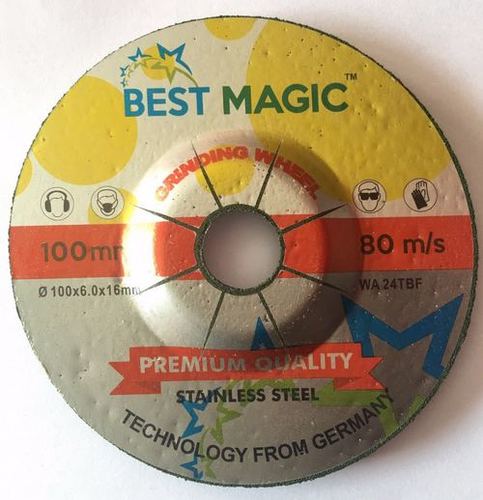 BEST MAGIC™
GRINDING WHEEL
100mm
80 m/s
Ø 100x6.0x16mm
WA 24TBF
PREMIUM QUALITY
STAINLESS STEEL
TECHNOLOGY FROM GERMANY